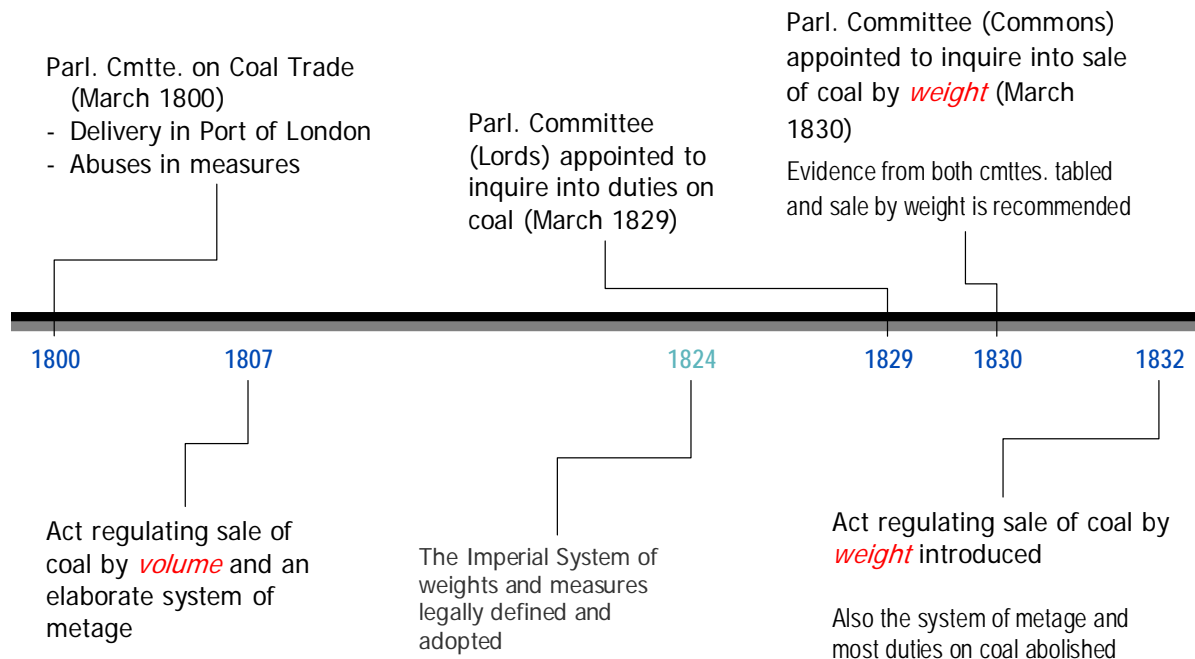 Parl. Cmtte. on Coal Trade
(March 1800)
- Delivery in Port of London
- Abuses in measures
Parl. Committee
(Lords) appointed to
inquire into duties on
coal (March 1829)
Parl. Committee (Commons)
appointed to inquire into sale
of coal by weight (March
1830)
Evidence from both cmttes. tabled
and sale by weight is recommended
1800
1807
1824
1829
1830
1832
Act regulating sale of
coal by volume and an
elaborate system of
metage
The Imperial System of
weights and measures
legally defined and
adopted
Act regulating sale of coal by
weight introduced
Also the system of metage and
most duties on coal abolished